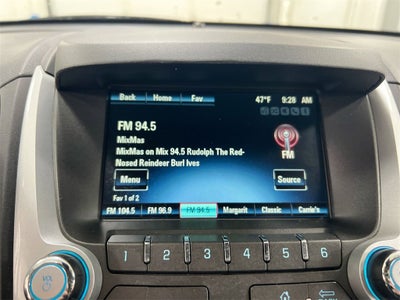 Back Home Fav 47°F 9:28 AM
FM 94.5
MixMas
MixMas on Mix 94.5 Rudolph The Red-
Nosed Reindeer Burl Ives
FM
Menu Source
Fav 1 of 2
FM 104.5 FM 96.9 FM 94.5 Margarit Classic Carrie's
1 2 3 4 5 6